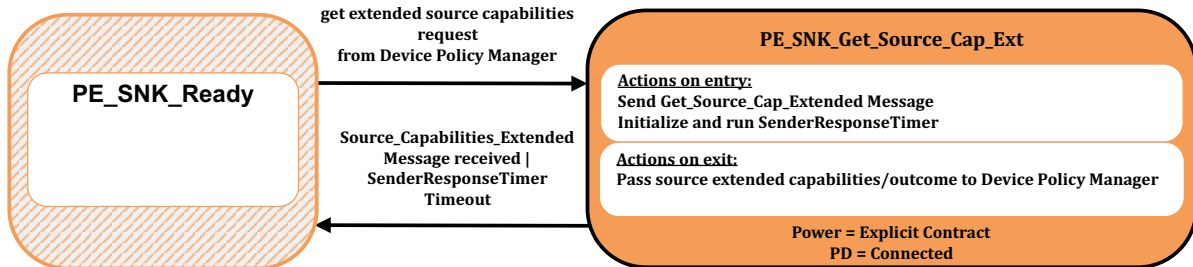 PE_SNK_Ready
get extended source capabilities
request
from Device Policy Manager
Source_Capabilities_Extended
Message received |
SenderResponseTimer
Timeout
PE_SNK_Get_Source_Cap_Ext
Actions on entry:
Send Get_Source_Cap_Extended Message
Initialize and run SenderResponseTimer
Actions on exit:
Pass source extended capabilities/outcome to Device Policy Manager
Power = Explicit Contract
PD = Connected